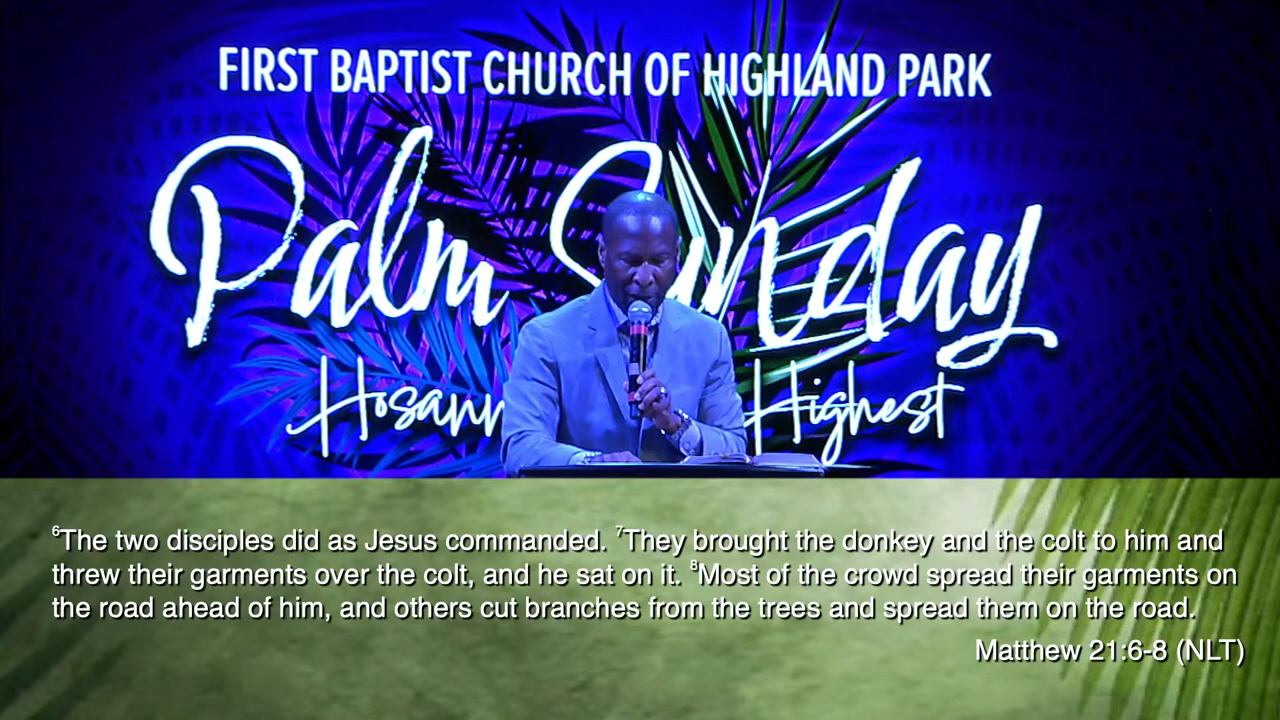 FIRST BAPTIST CHURCH OF HIGHLAND PARK
Palm Sunday
Highest
⁶The two disciples did as Jesus commanded. ⁷They brought the donkey and the colt to him and
threw their garments over the colt, and he sat on it. ⁸Most of the crowd spread their garments on
the road ahead of him, and others cut branches from the trees and spread them on the road.
Matthew 21:6-8 (NLT)